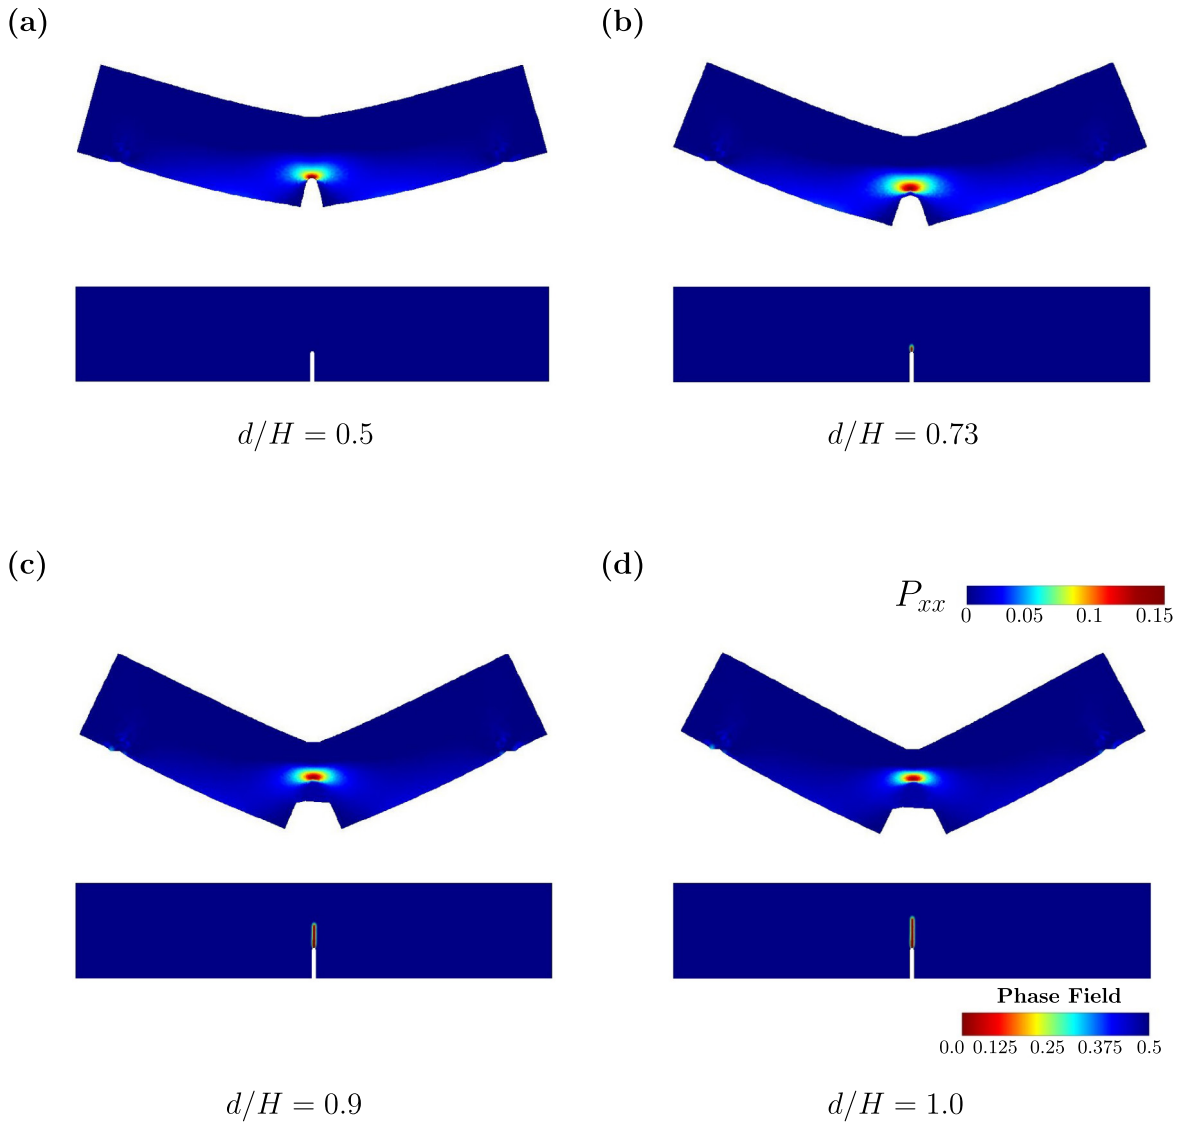 (a)
(b)
d/H = 0.5
d/H = 0.73
(c)
(d)
P_xx
0 0.05 0.1 0.15
Phase Field
0.0 0.125 0.25 0.375 0.5
d/H = 0.9
d/H = 1.0